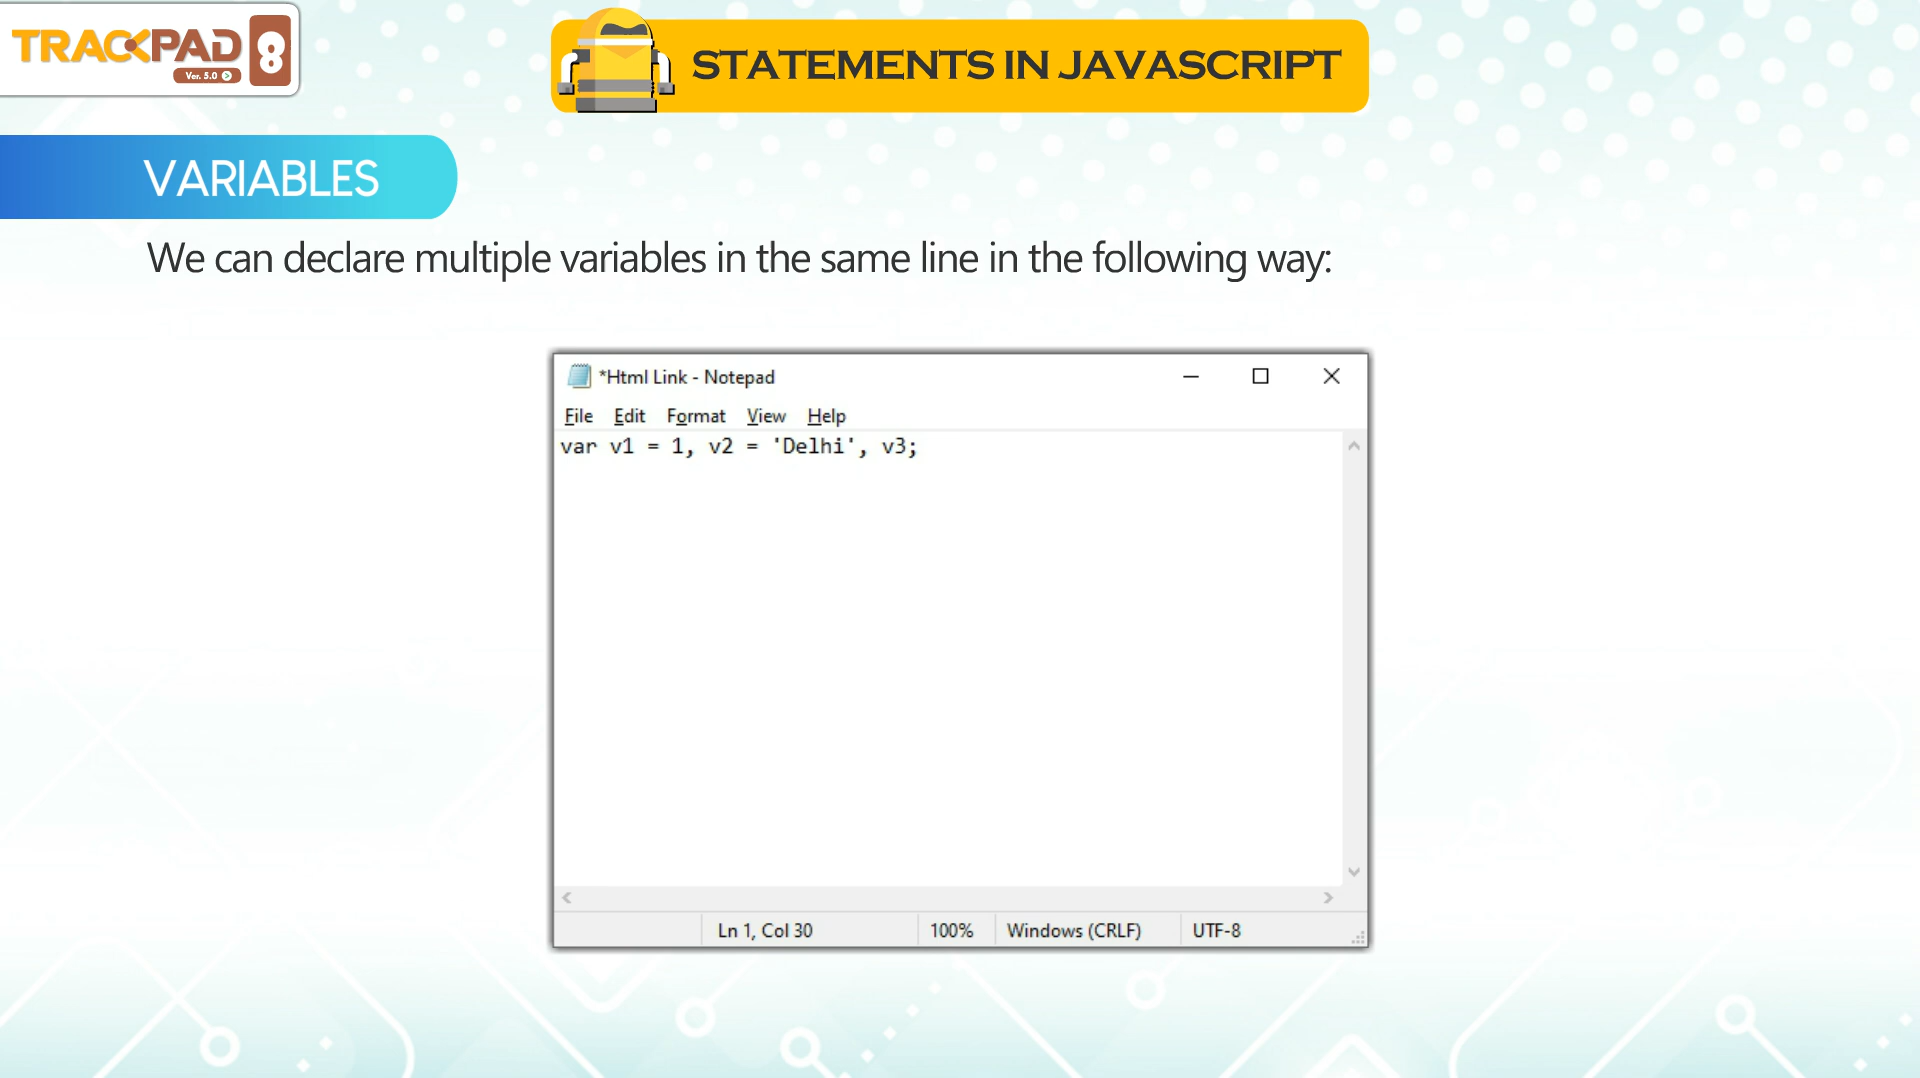 TRACKPAD 8
Ver. 5.0
STATEMENTS IN JAVASCRIPT
VARIABLES
We can declare multiple variables in the same line in the following way:
*Html Link - Notepad
File Edit Format View Help
var v1 = 1, v2 = 'Delhi', v3;
Ln 1, Col 30 100% Windows (CRLF) UTF-8